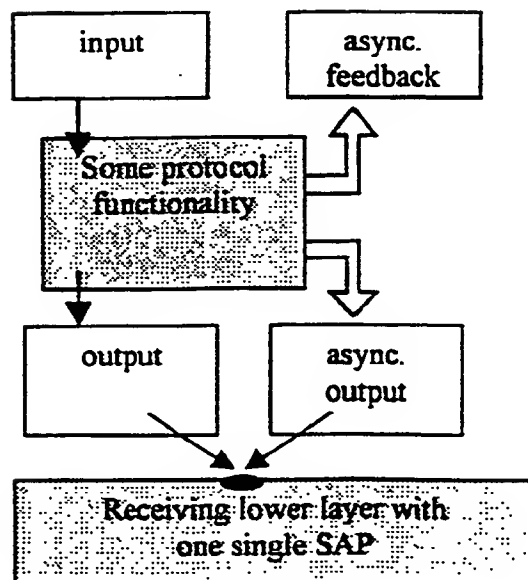 input
async.
feedback
Some protocol
functionality
output
async.
output
Receiving lower layer with
one single SAP